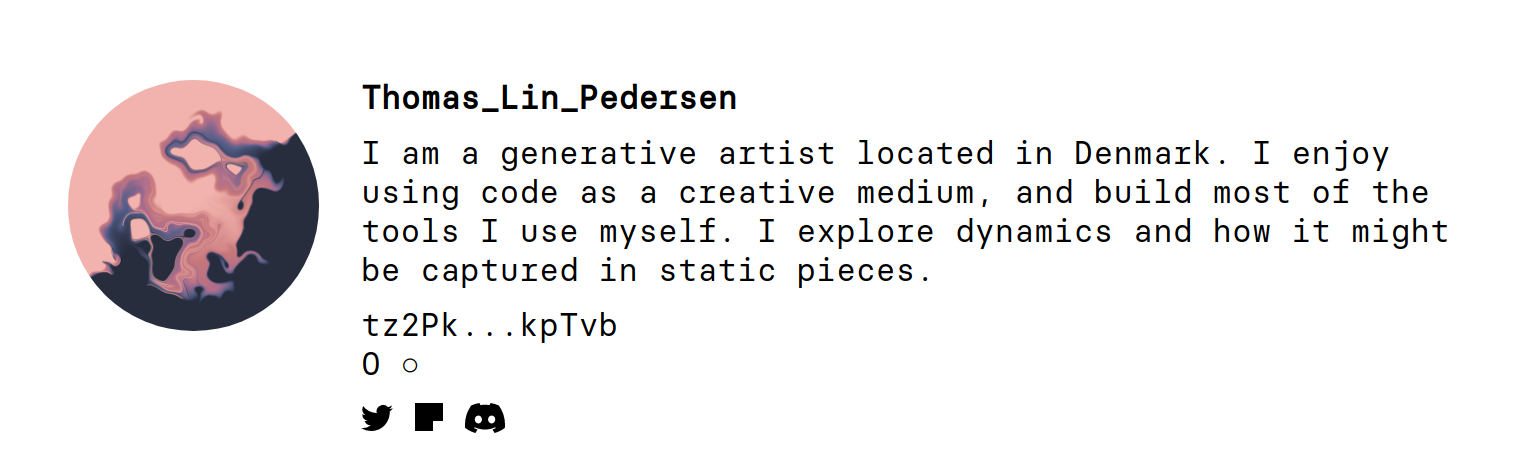 Thomas_Lin_Pedersen
I am a generative artist located in Denmark. I enjoy
using code as a creative medium, and build most of the
tools I use myself. I explore dynamics and how it might
be captured in static pieces.
tz2Pk...kpTvb
0 ○